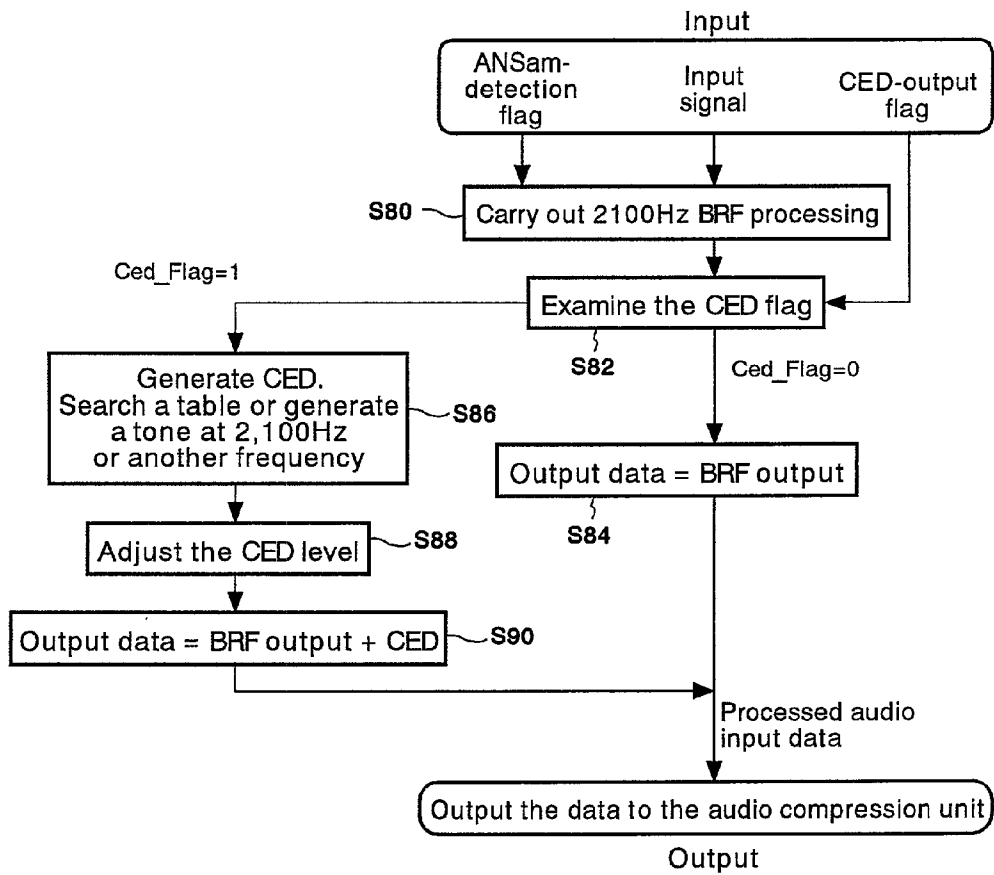 Input
ANSam-
detection
flag
Input
signal
CED-output
flag
S80
Carry out 2100Hz BRF processing
Ced_Flag=1
Examine the CED flag
S82
Ced_Flag=0
Generate CED.
Search a table or generate
a tone at 2,100Hz
or another frequency
S86
Output data = BRF output
S84
Adjust the CED level
S88
Output data = BRF output + CED
S90
Processed audio
input data
Output the data to the audio compression unit
Output